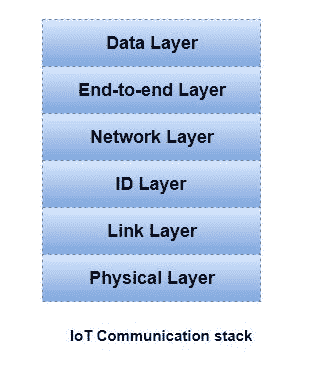 Data Layer
End-to-end Layer
Network Layer
ID Layer
Link Layer
Physical Layer
IoT Communication stack